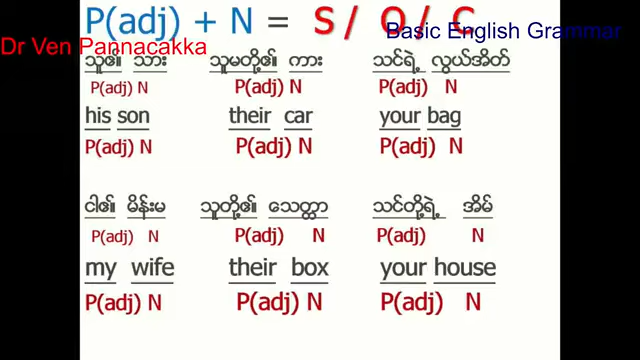 P(adj) + N = S / O / C
Basic English Grammar
Dr Ven Pannacakka
သူ၏ သား သူမတို့၏ ကား သင်ရဲ့ လွယ်အိတ်
P(adj) N P(adj) N P(adj) N
his son their car your bag
P(adj) N P(adj) N P(adj) N
ငါ၏ မိန်းမ သူတို့၏ သေတ္တာ သင်တို့ရဲ့ အိမ်
P(adj) N P(adj) N P(adj) N
my wife their box your house
P(adj) N P(adj) N P(adj) N